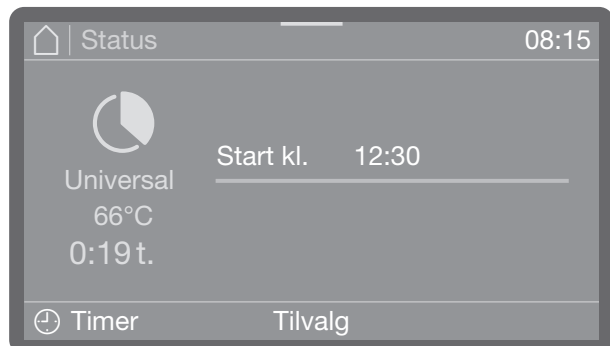 Status 08:15
Start kl. 12:30
Universal
66°C
0:19 t.
Timer Tilvalg